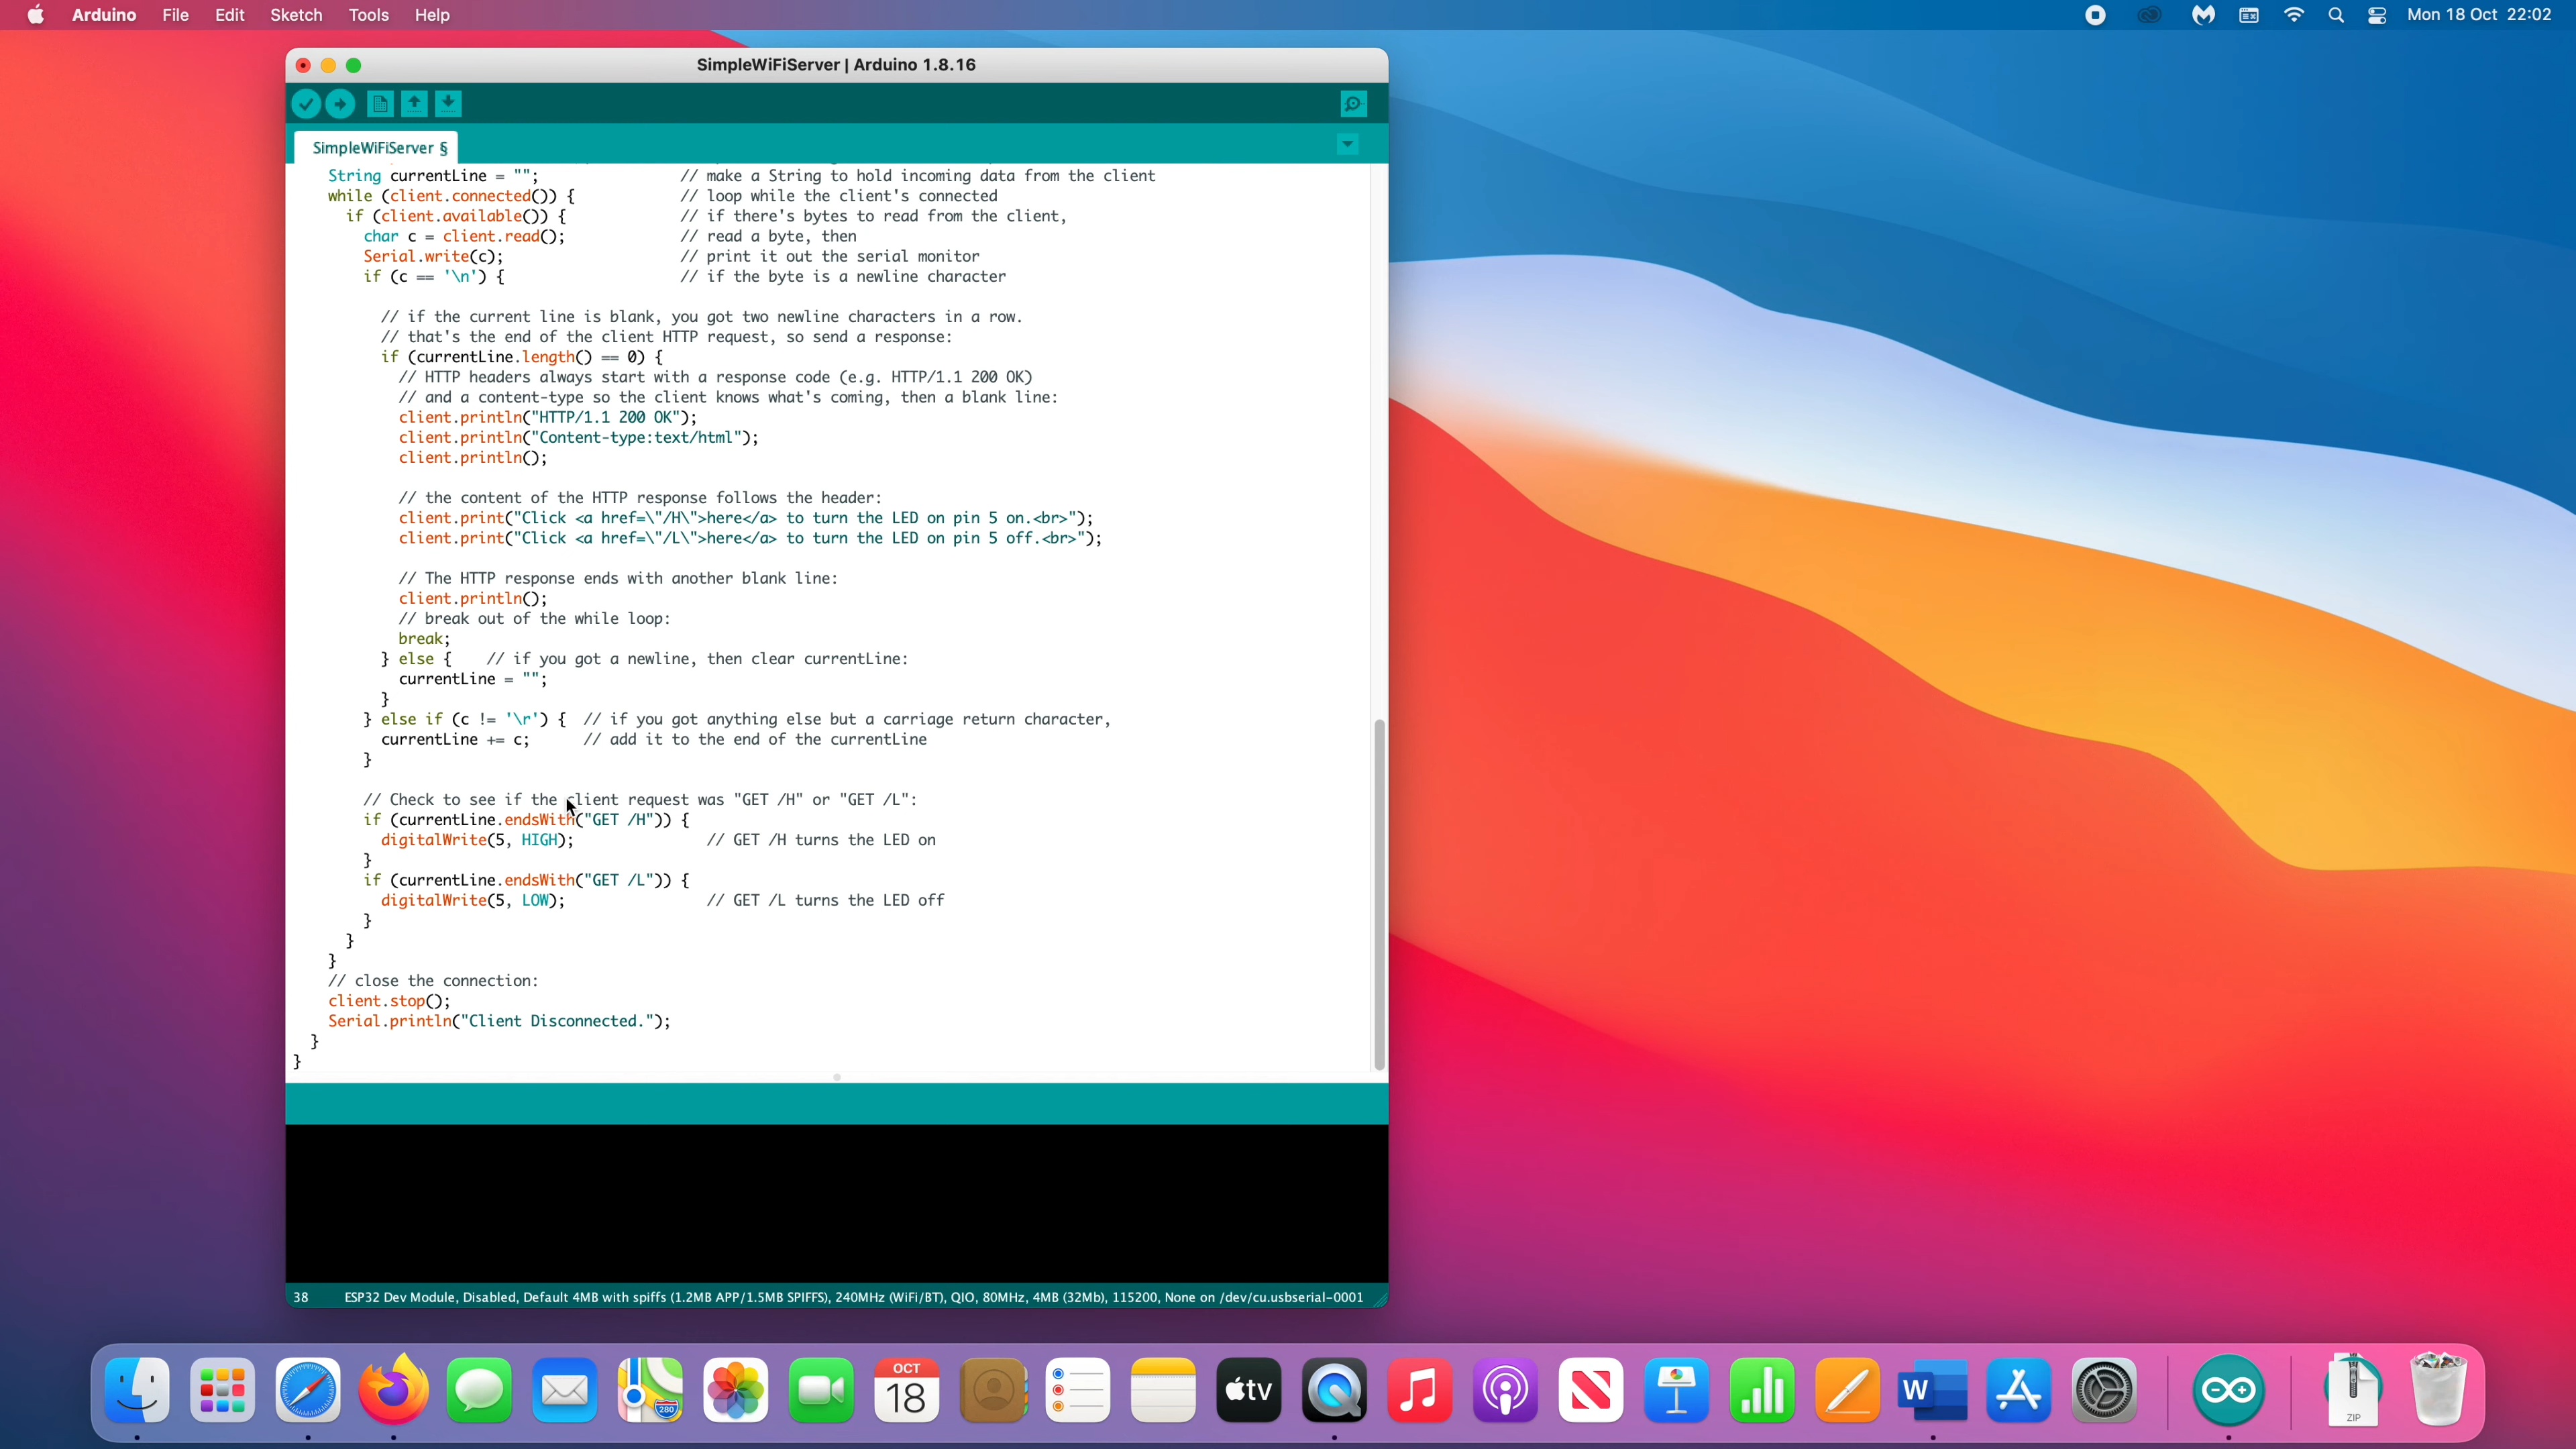 Arduino File Edit Sketch Tools Help Mon 18 Oct 22:02
SimpleWiFiServer | Arduino 1.8.16
SimpleWiFiServer §
String currentLine = ""; // make a String to hold incoming data from the client
while (client.connected()) { // loop while the client's connected
if (client.available()) { // if there's bytes to read from the client,
char c = client.read(); // read a byte, then
Serial.write(c); // print it out the serial monitor
if (c == '\n') { // if the byte is a newline character
// if the current line is blank, you got two newline characters in a row.
// that's the end of the client HTTP request, so send a response:
if (currentLine.length() == 0) {
// HTTP headers always start with a response code (e.g. HTTP/1.1 200 OK)
// and a content-type so the client knows what's coming, then a blank line:
client.println("HTTP/1.1 200 OK");
client.println("Content-type:text/html");
client.println();
// the content of the HTTP response follows the header:
client.print("Click <a href=\"/H\">here</a> to turn the LED on pin 5 on.<br>");
client.print("Click <a href=\"/L\">here</a> to turn the LED on pin 5 off.<br>");
// The HTTP response ends with another blank line:
client.println();
// break out of the while loop:
break;
} else { // if you got a newline, then clear currentLine:
currentLine = "";
}
} else if (c != '\r') { // if you got anything else but a carriage return character,
currentLine += c; // add it to the end of the currentLine
}
// Check to see if the client request was "GET /H" or "GET /L":
if (currentLine.endsWith("GET /H")) {
digitalWrite(5, HIGH); // GET /H turns the LED on
}
if (currentLine.endsWith("GET /L")) {
digitalWrite(5, LOW); // GET /L turns the LED off
}
}
}
// close the connection:
client.stop();
Serial.println("Client Disconnected.");
}
}
38 ESP32 Dev Module, Disabled, Default 4MB with spiffs (1.2MB APP/1.5MB SPIFFS), 240MHz (WiFi/BT), QIO, 80MHz, 4MB (32Mb), 115200, None on /dev/cu.usbserial-0001
280
OCT
18
tv
W
ZIP